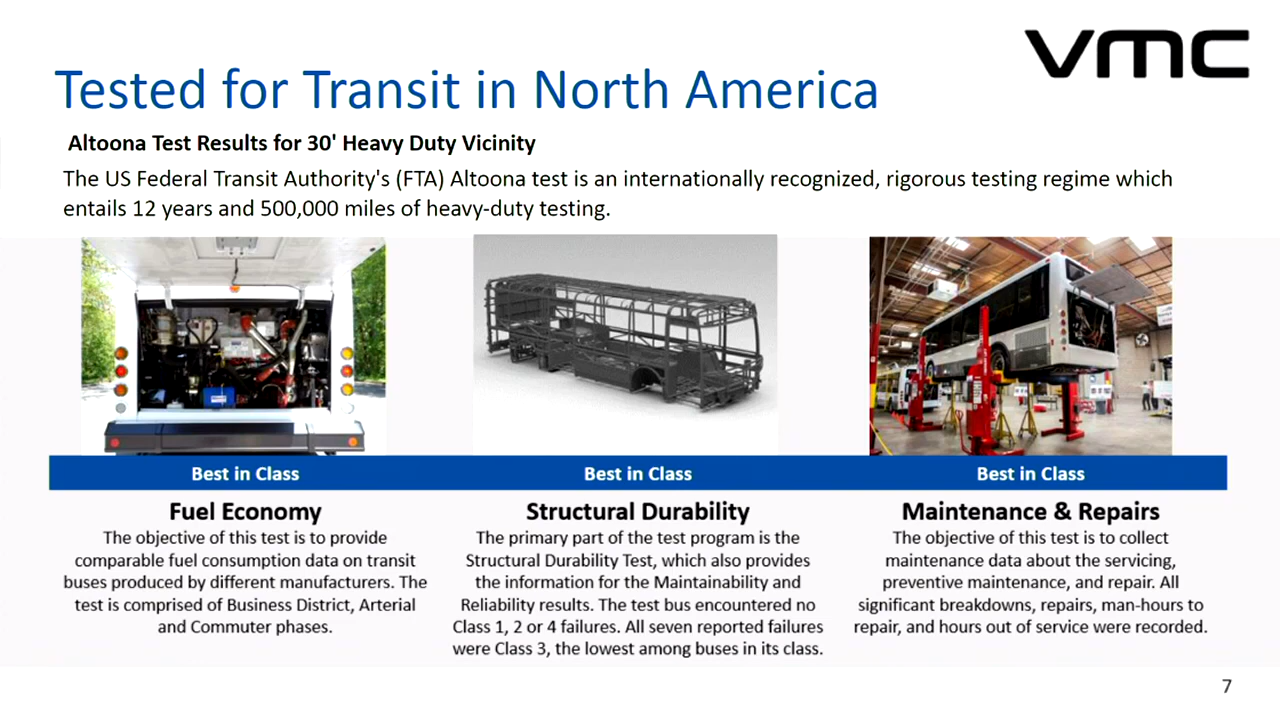 VMC
Tested for Transit in North America
Altoona Test Results for 30' Heavy Duty Vicinity
The US Federal Transit Authority's (FTA) Altoona test is an internationally recognized, rigorous testing regime which
entails 12 years and 500,000 miles of heavy-duty testing.
Best in Class
Fuel Economy
The objective of this test is to provide
comparable fuel consumption data on transit
buses produced by different manufacturers. The
test is comprised of Business District, Arterial
and Commuter phases.
Best in Class
Structural Durability
The primary part of the test program is the
Structural Durability Test, which also provides
the information for the Maintainability and
Reliability results. The test bus encountered no
Class 1, 2 or 4 failures. All seven reported failures
were Class 3, the lowest among buses in its class.
Best in Class
Maintenance & Repairs
The objective of this test is to collect
maintenance data about the servicing,
preventive maintenance, and repair. All
significant breakdowns, repairs, man-hours to
repair, and hours out of service were recorded.
7